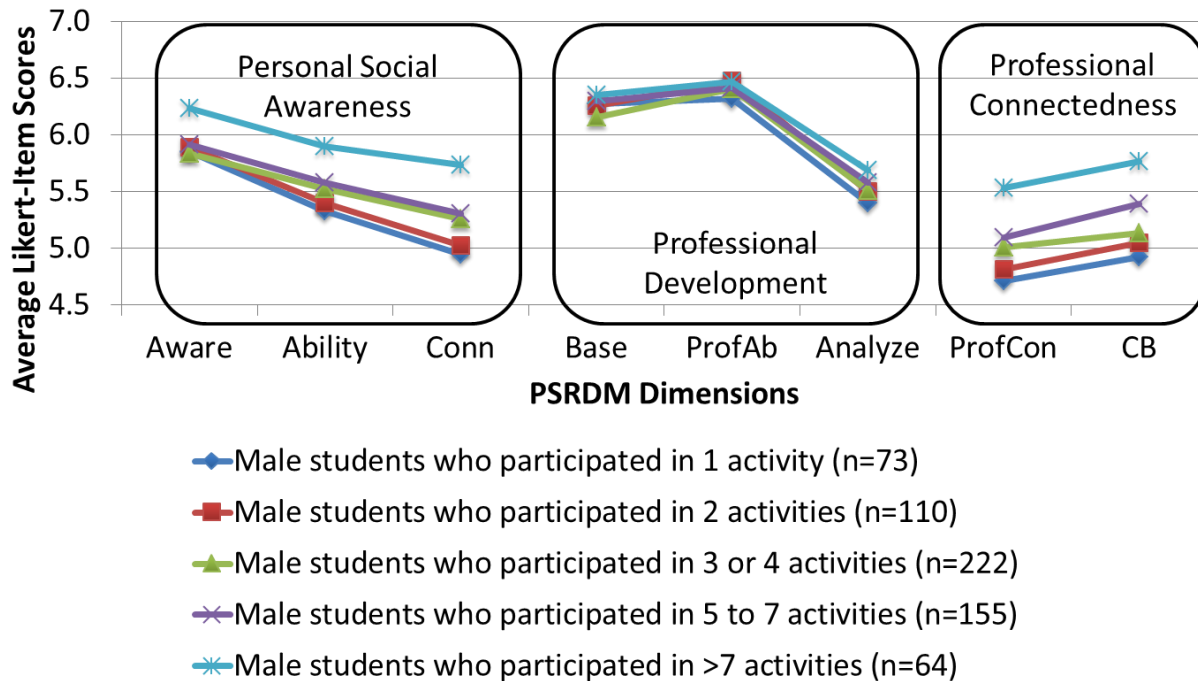 Average Likert-Item Scores
7.0
6.5
6.0
5.5
5.0
4.5
Personal Social
Awareness
Professional
Development
Professional
Connectedness
Aware Ability Conn Base ProfAb Analyze ProfCon CB
PSRDM Dimensions
Male students who participated in 1 activity (n=73)
Male students who participated in 2 activities (n=110)
Male students who participated in 3 or 4 activities (n=222)
Male students who participated in 5 to 7 activities (n=155)
Male students who participated in >7 activities (n=64)